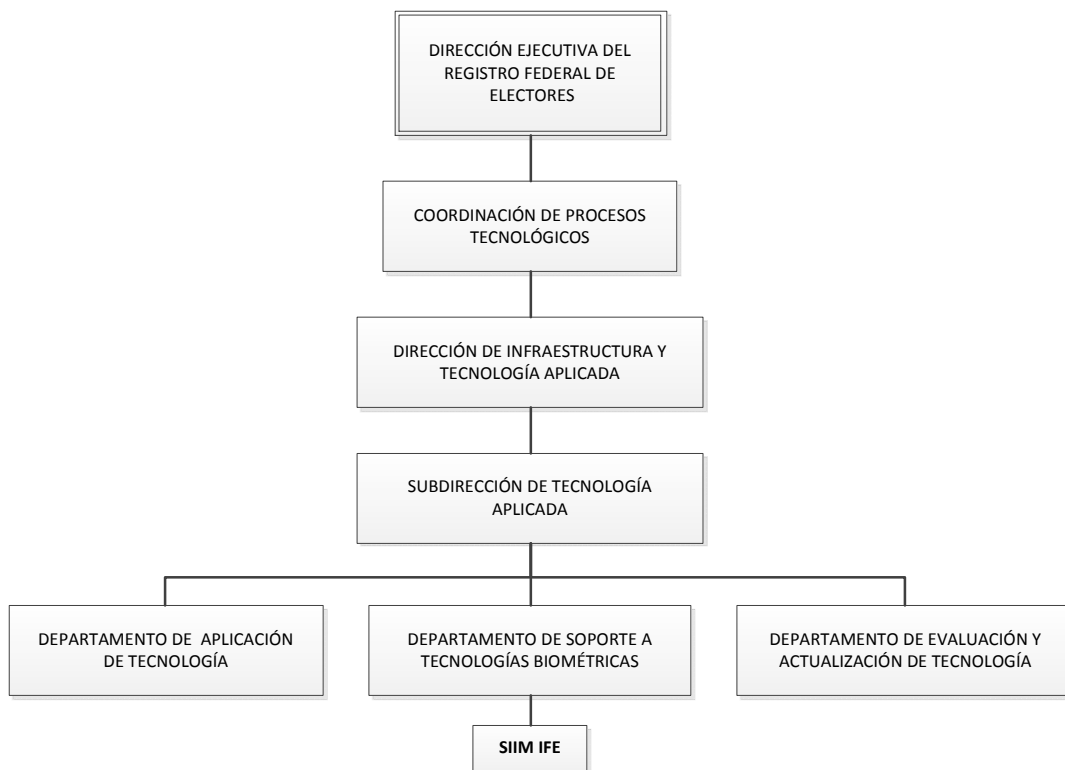 DIRECCIÓN EJECUTIVA DEL
REGISTRO FEDERAL DE
ELECTORES
COORDINACIÓN DE PROCESOS
TECNOLÓGICOS
DIRECCIÓN DE INFRAESTRUCTURA Y
TECNOLOGÍA APLICADA
SUBDIRECCIÓN DE TECNOLOGÍA
APLICADA
DEPARTAMENTO DE APLICACIÓN
DE TECNOLOGÍA
DEPARTAMENTO DE SOPORTE A
TECNOLOGÍAS BIOMÉTRICAS
DEPARTAMENTO DE EVALUACIÓN Y
ACTUALIZACIÓN DE TECNOLOGÍA
SIIM IFE